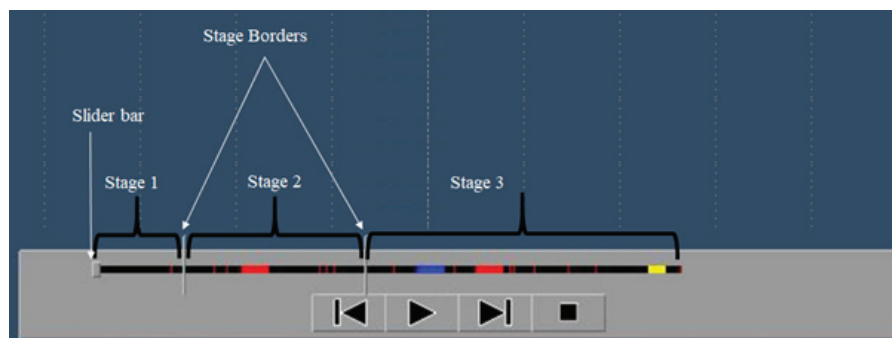 Stage Borders
Slider bar
Stage 1
Stage 2
Stage 3